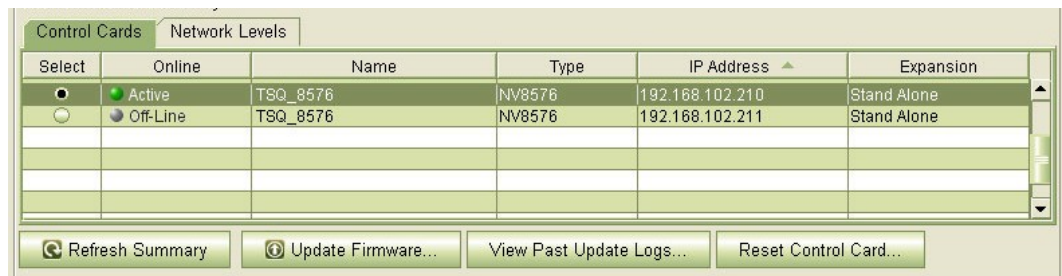 Control Cards Network Levels
Select Online Name Type IP Address Expansion
Active TSQ_8576 NV8576 192.168.102.210 Stand Alone
Off-Line TSQ_8576 NV8576 192.168.102.211 Stand Alone
Refresh Summary Update Firmware... View Past Update Logs... Reset Control Card...